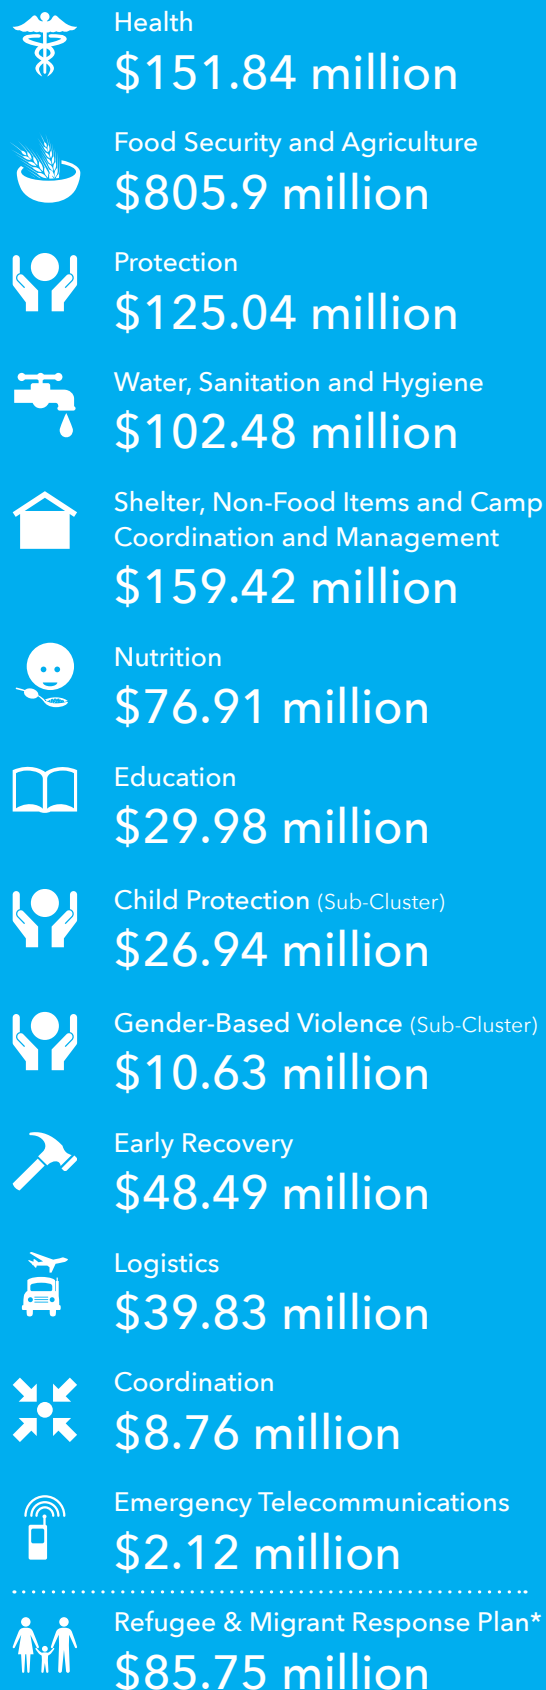 Health
$151.84 million
Food Security and Agriculture
$805.9 million
Protection
$125.04 million
Water, Sanitation and Hygiene
$102.48 million
Shelter, Non-Food Items and Camp
Coordination and Management
$159.42 million
Nutrition
$76.91 million
Education
$29.98 million
Child Protection (Sub-Cluster)
$26.94 million
Gender-Based Violence (Sub-Cluster)
$10.63 million
Early Recovery
$48.49 million
Logistics
$39.83 million
Coordination
$8.76 million
Emergency Telecommunications
$2.12 million
Refugee & Migrant Response Plan*
$85.75 million